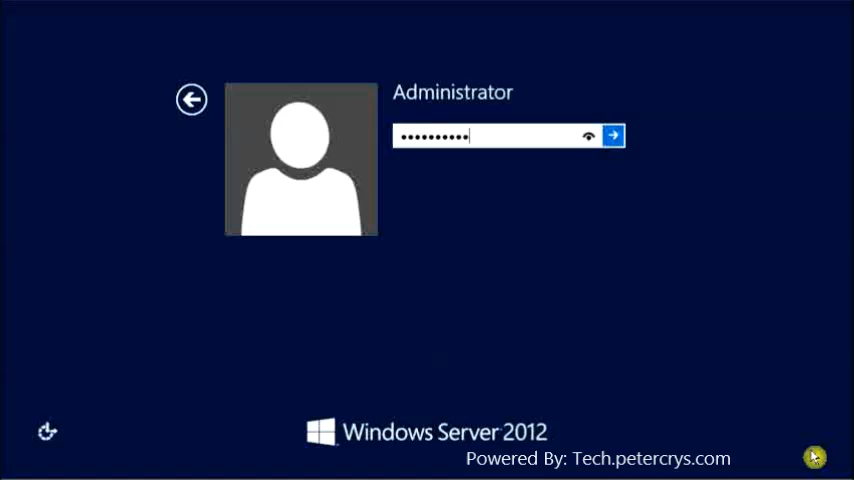 Administrator
••••••••••
Windows Server 2012
Powered By: Tech.petercrys.com